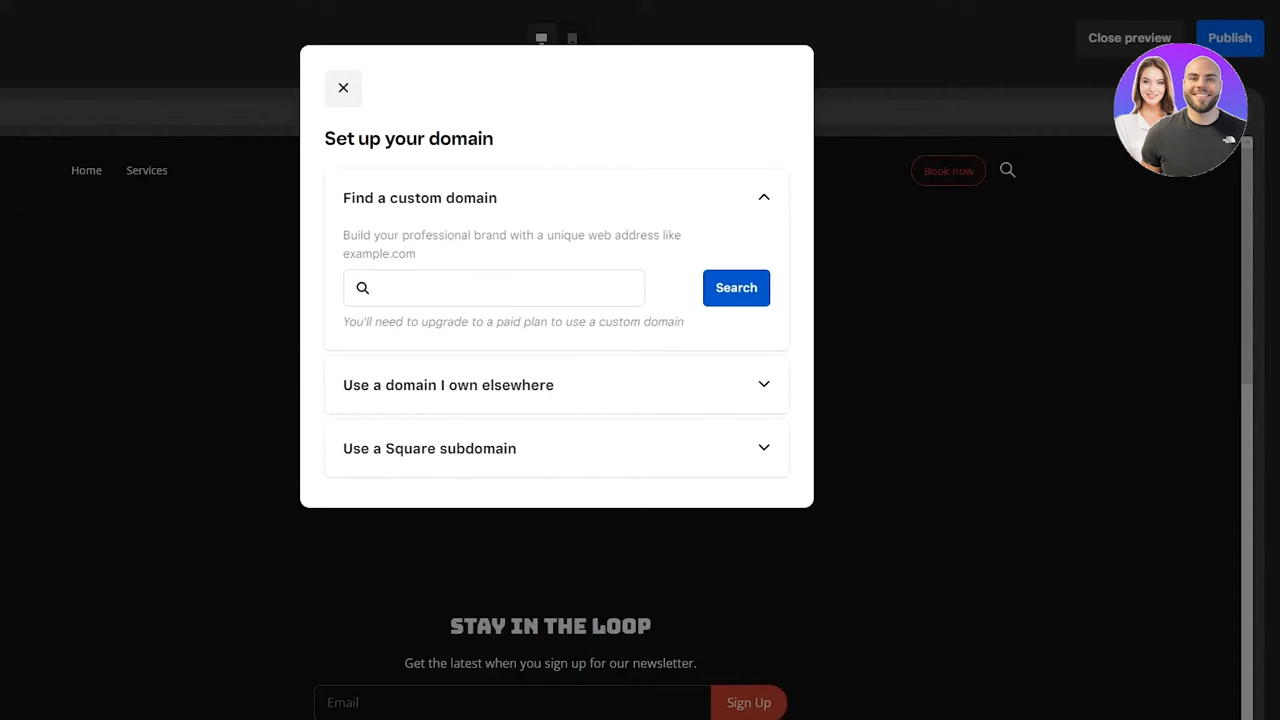 Close preview
Publish
Set up your domain
Home
Services
Book now
Find a custom domain
Build your professional brand with a unique web address like
example.com
Search
You'll need to upgrade to a paid plan to use a custom domain
Use a domain I own elsewhere
Use a Square subdomain
STAY IN THE LOOP
Get the latest when you sign up for our newsletter.
Email
Sign Up